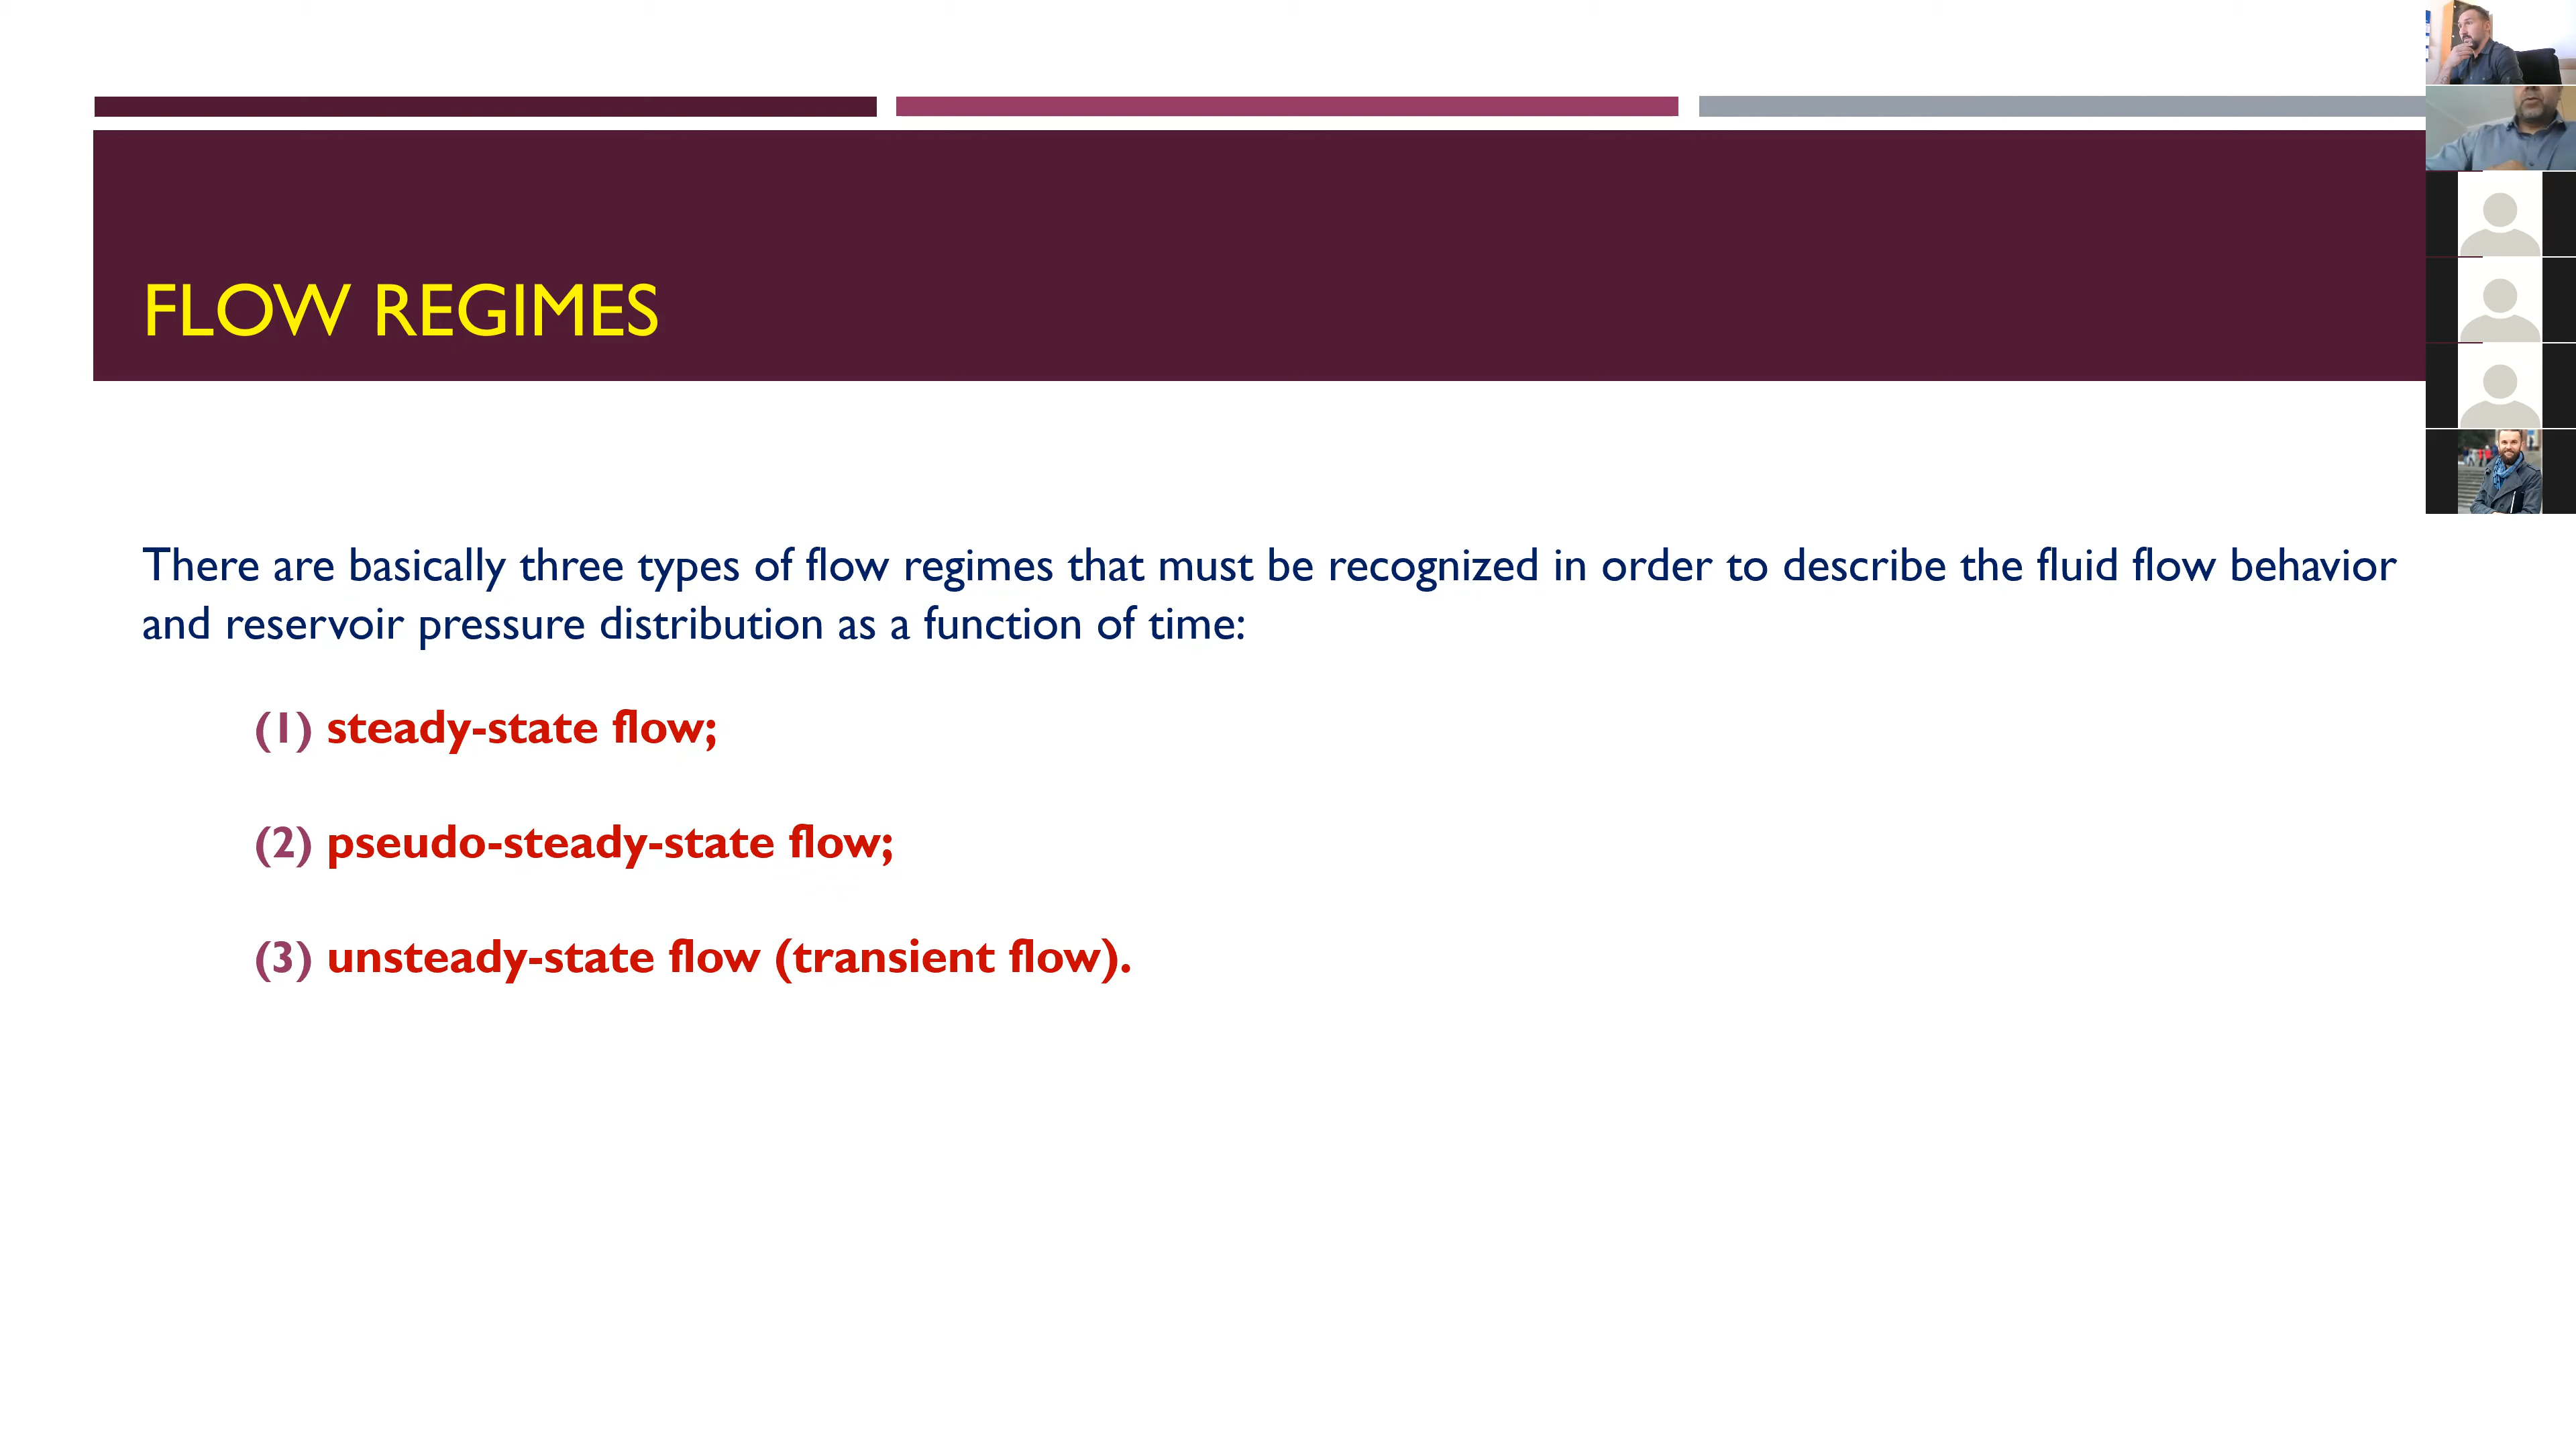 FLOW REGIMES
There are basically three types of flow regimes that must be recognized in order to describe the fluid flow behavior
and reservoir pressure distribution as a function of time:
(1) steady-state flow;
(2) pseudo-steady-state flow;
(3) unsteady-state flow (transient flow).